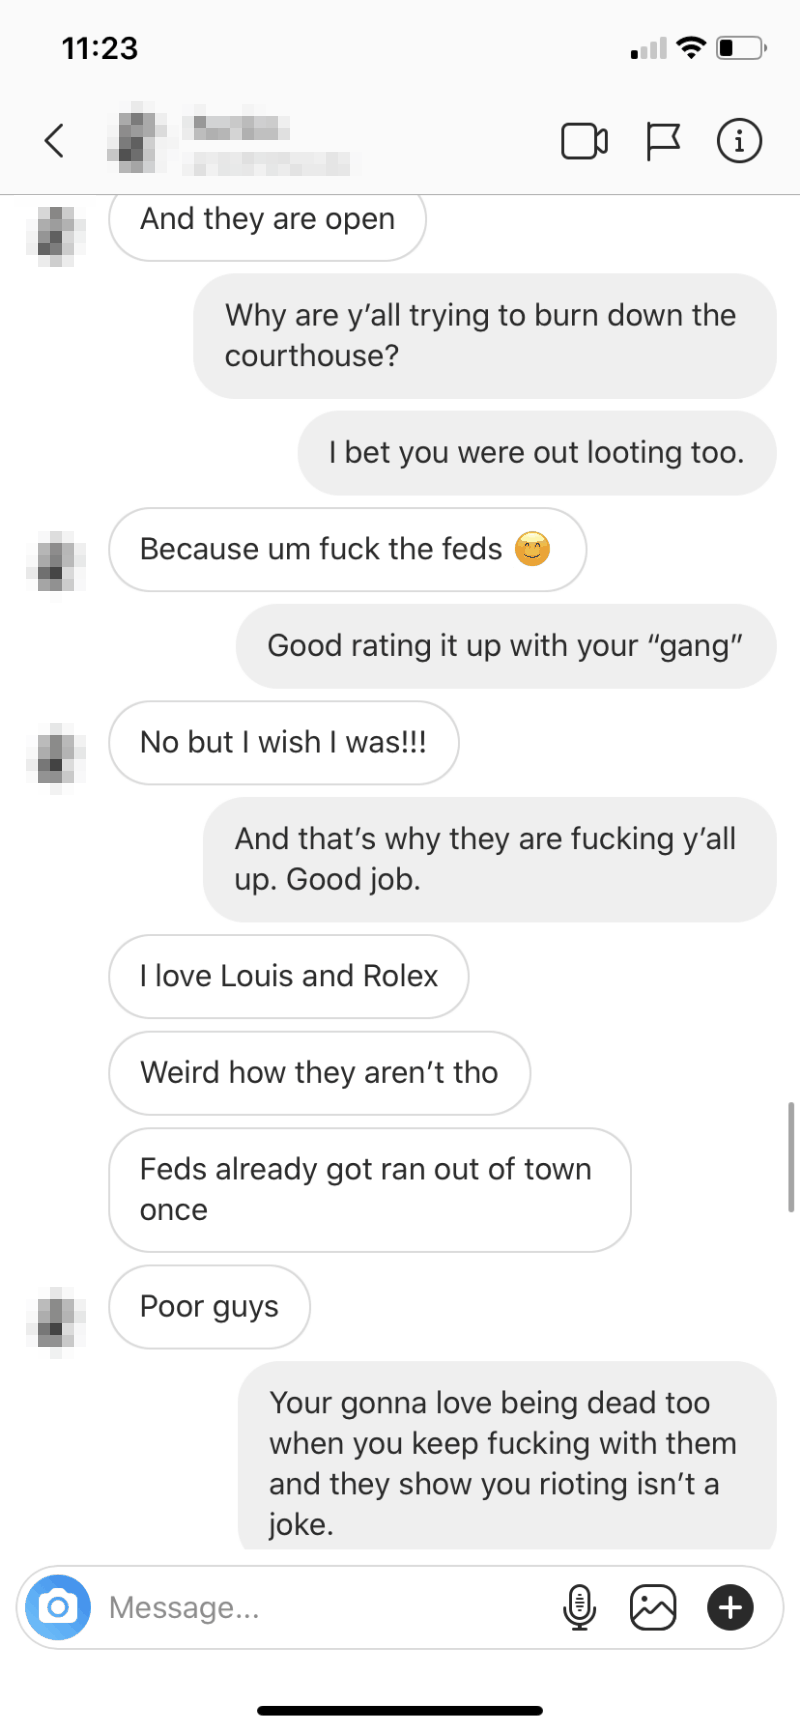 11:23
And they are open
Why are y’all trying to burn down the
courthouse?
I bet you were out looting too.
Because um fuck the feds 😇
Good rating it up with your “gang”
No but I wish I was!!!
And that’s why they are fucking y’all
up. Good job.
I love Louis and Rolex
Weird how they aren’t tho
Feds already got ran out of town
once
Poor guys
Your gonna love being dead too
when you keep fucking with them
and they show you rioting isn’t a
joke.
Message...